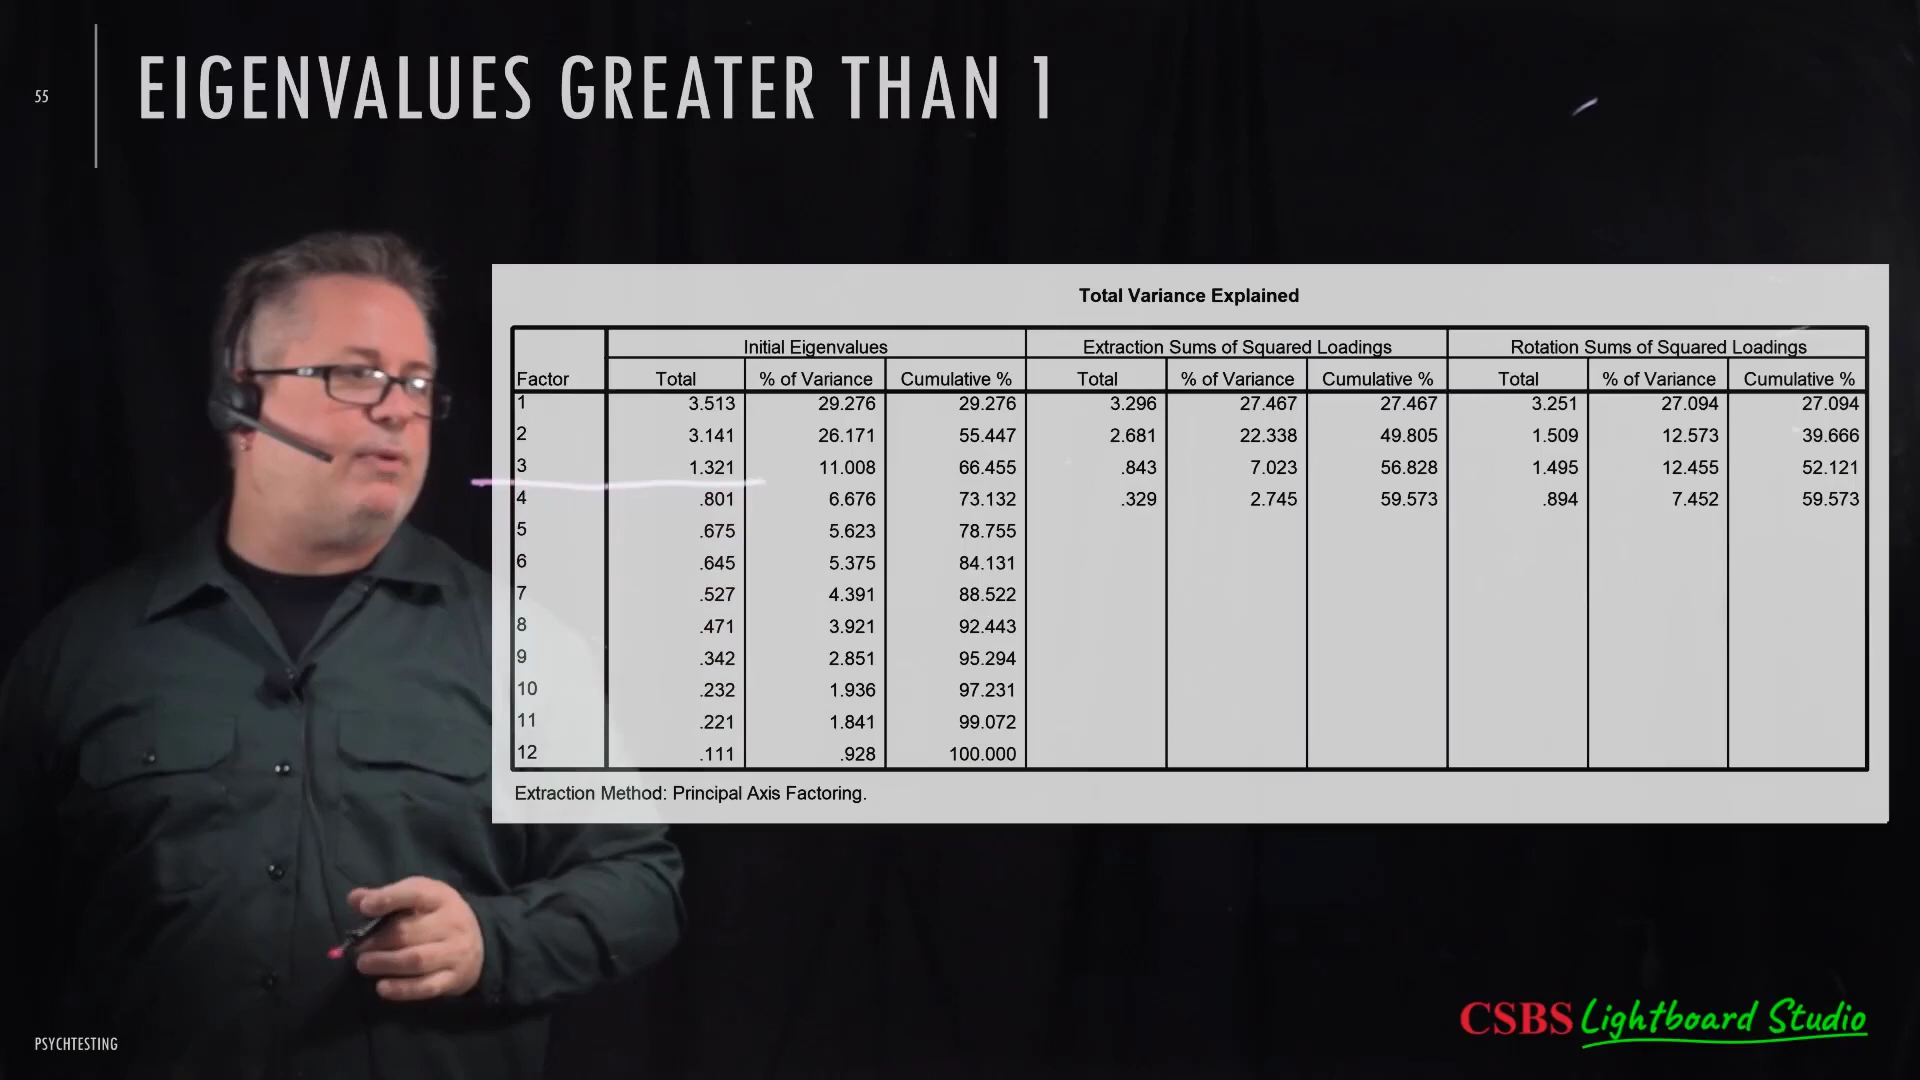 55
EIGENVALUES GREATER THAN 1
Total Variance Explained
Initial Eigenvalues Extraction Sums of Squared Loadings Rotation Sums of Squared Loadings
Factor Total % of Variance Cumulative % Total % of Variance Cumulative % Total % of Variance Cumulative %
1 3.513 29.276 29.276 3.296 27.467 27.467 3.251 27.094 27.094
2 3.141 26.171 55.447 2.681 22.338 49.805 1.509 12.573 39.666
3 1.321 11.008 66.455 .843 7.023 56.828 1.495 12.455 52.121
4 .801 6.676 73.132 .329 2.745 59.573 .894 7.452 59.573
5 .675 5.623 78.755
6 .645 5.375 84.131
7 .527 4.391 88.522
8 .471 3.921 92.443
9 .342 2.851 95.294
10 .232 1.936 97.231
11 .221 1.841 99.072
12 .111 .928 100.000
Extraction Method: Principal Axis Factoring.
CSBS Lightboard Studio
PSYCHTESTING